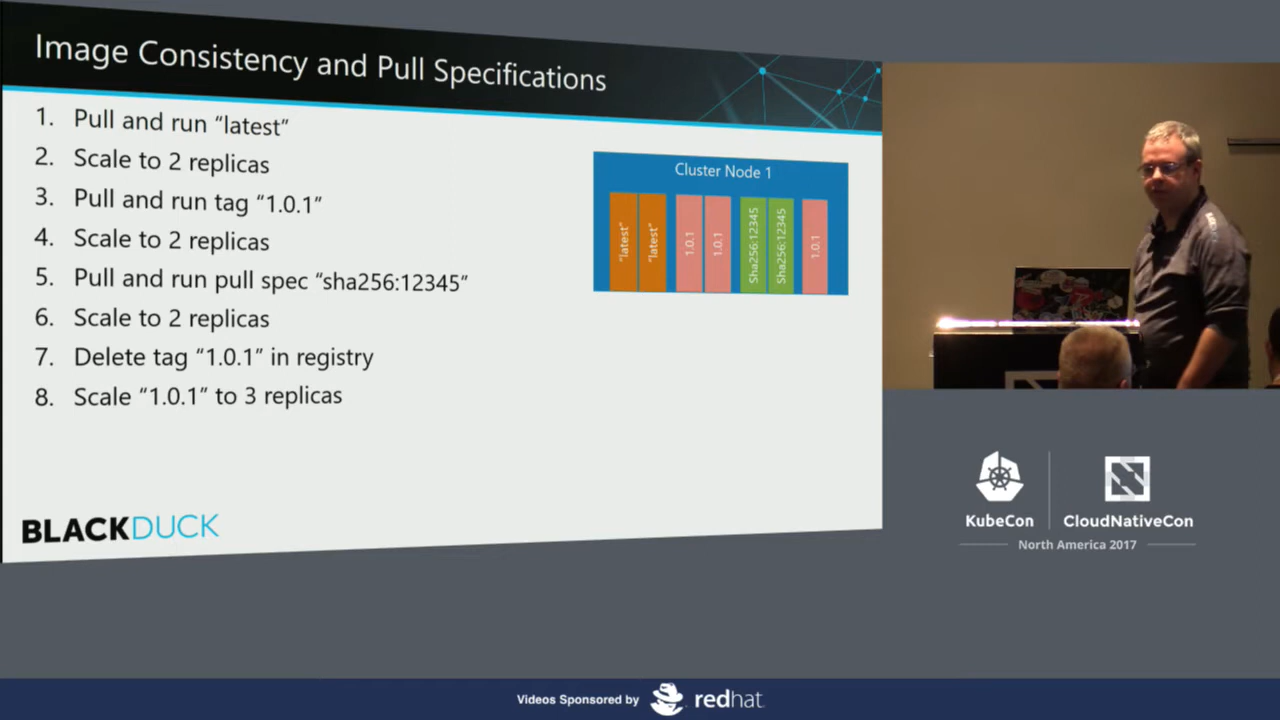 Image Consistency and Pull Specifications
1. Pull and run “latest”
2. Scale to 2 replicas
3. Pull and run tag “1.0.1”
4. Scale to 2 replicas
5. Pull and run pull spec “sha256:12345”
6. Scale to 2 replicas
7. Delete tag “1.0.1” in registry
8. Scale “1.0.1” to 3 replicas
Cluster Node 1
“latest”
“latest”
1.0.1
1.0.1
Sha256:12345
Sha256:12345
1.0.1
BLACKDUCK
KubeCon
CloudNativeCon
North America 2017
Videos Sponsored by
redhat.